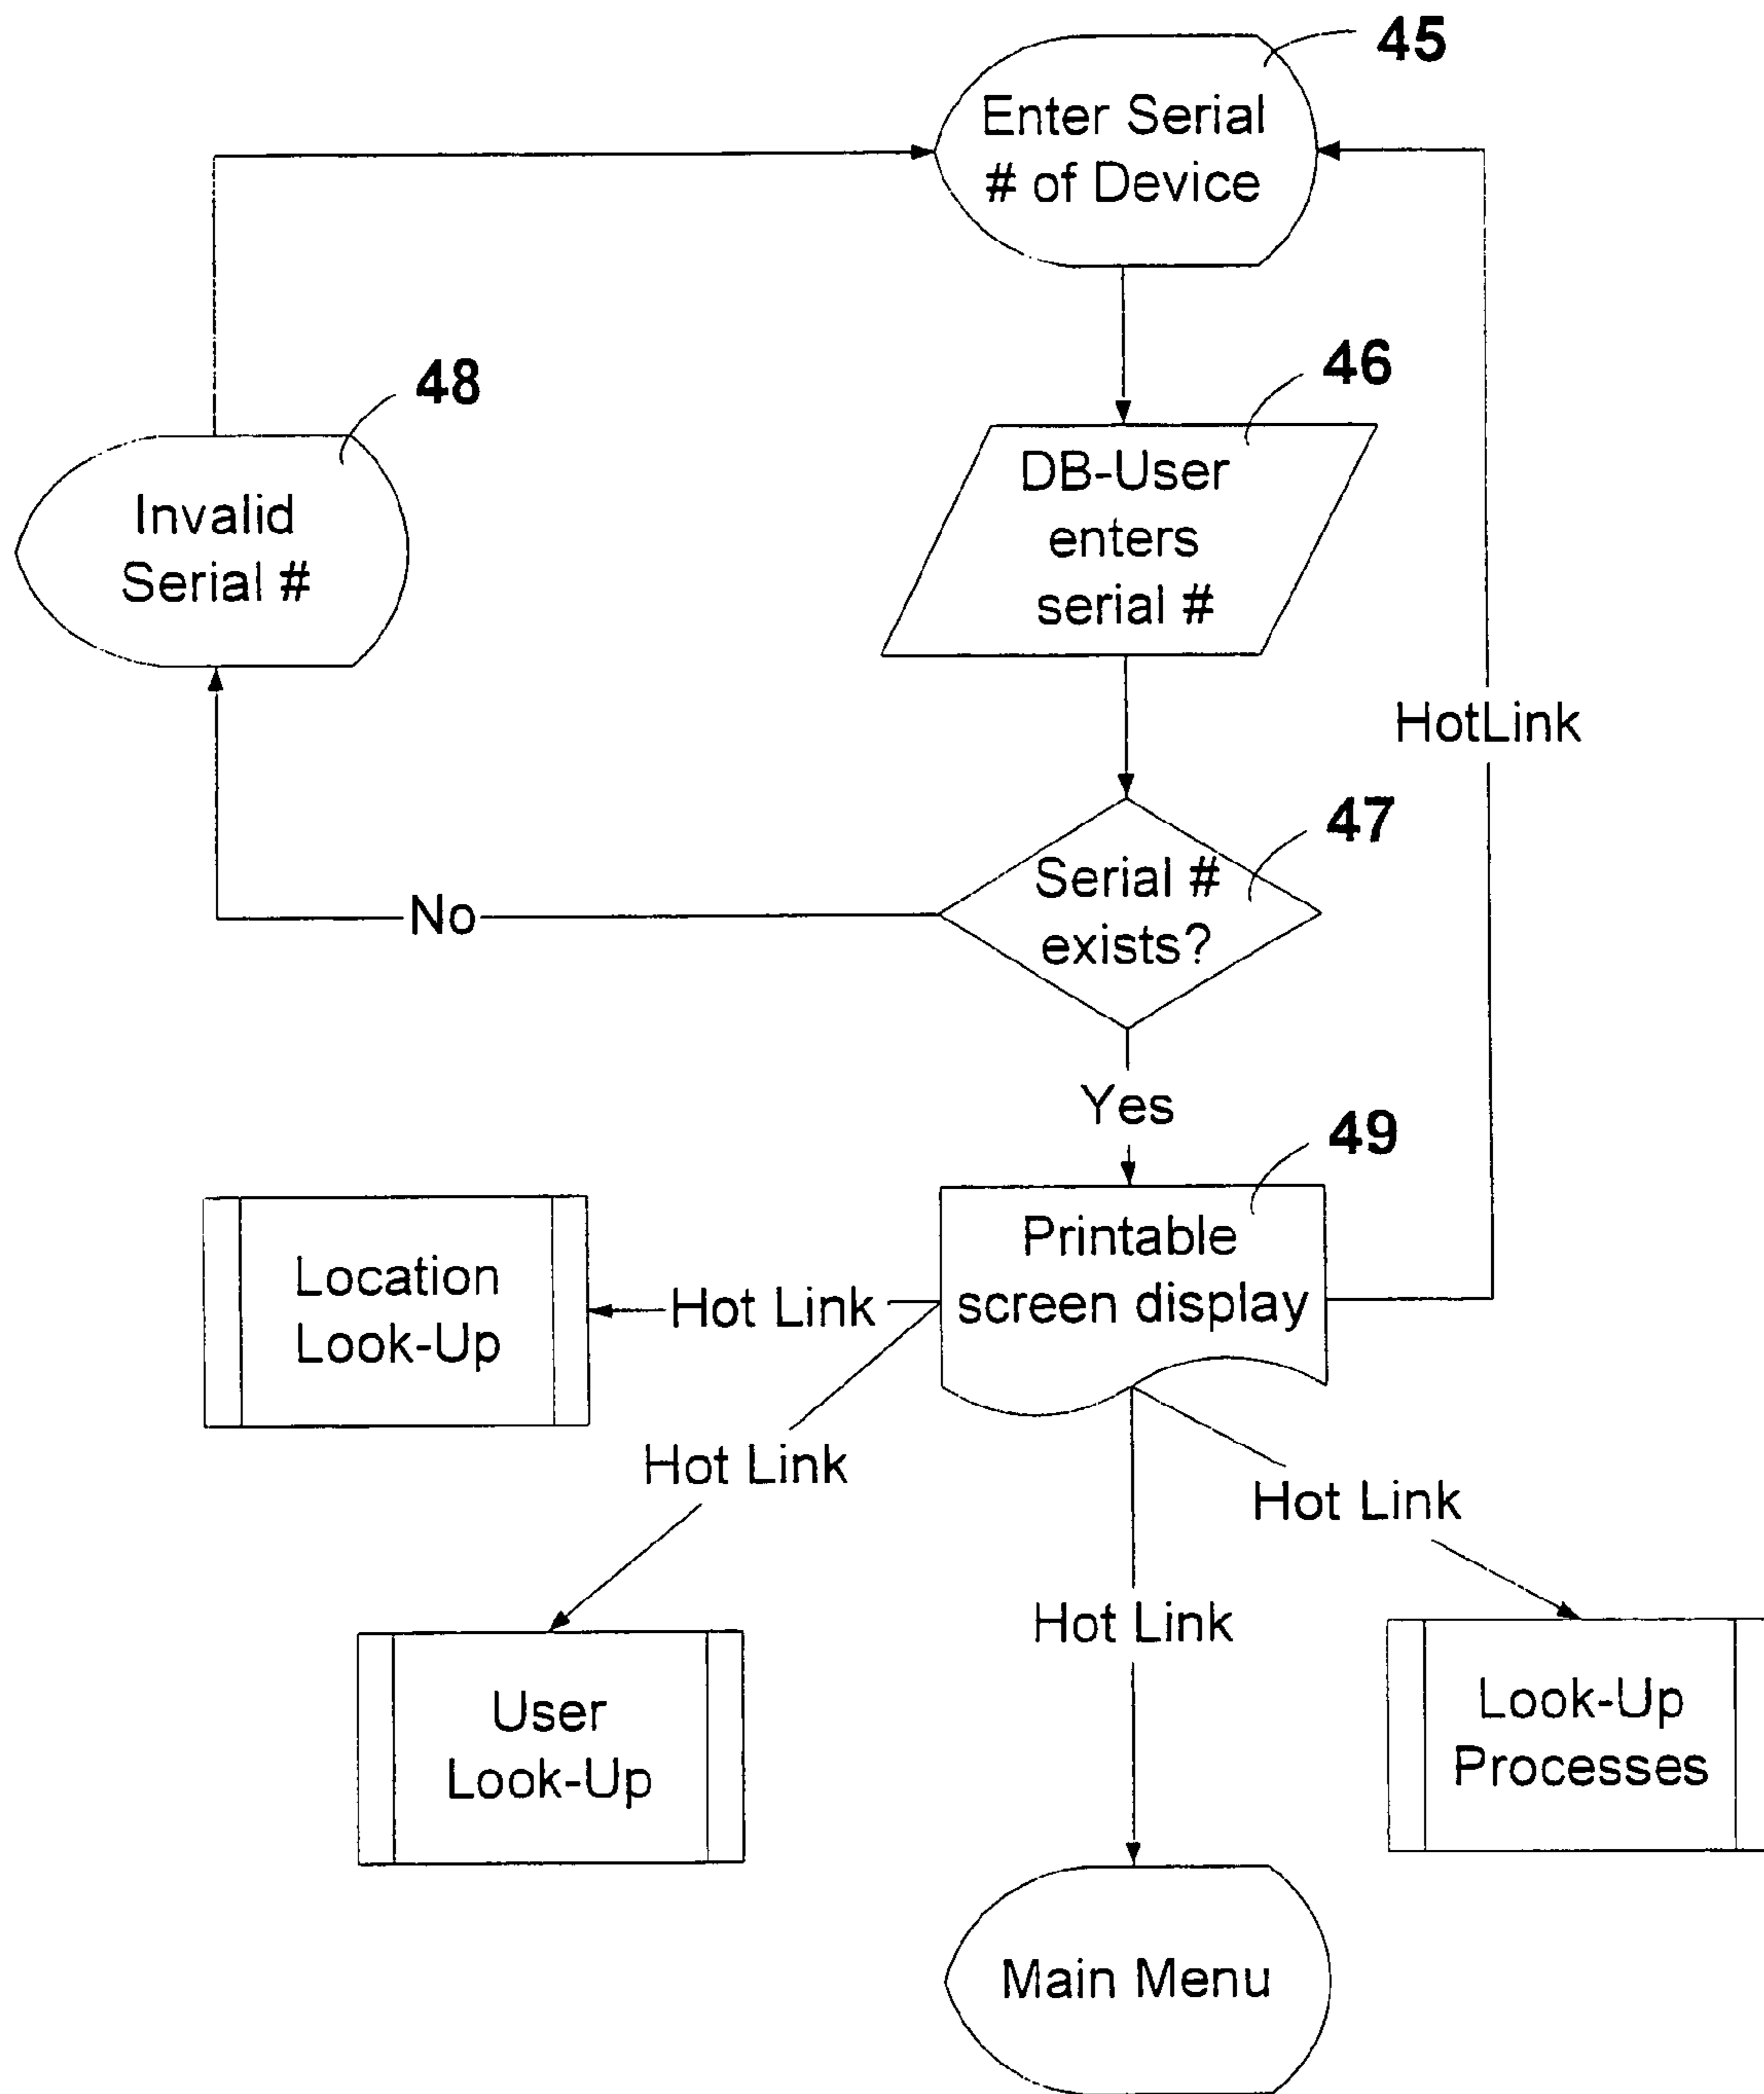 45
Enter Serial
# of Device
46
48
DB-User
enters
serial #
Invalid
Serial #
HotLink
47
Serial #
exists?
No
Yes
49
Printable
screen display
Location
Look-Up
Hot Link
Hot Link
Hot Link
Hot Link
User
Look-Up
Look-Up
Processes
Main Menu